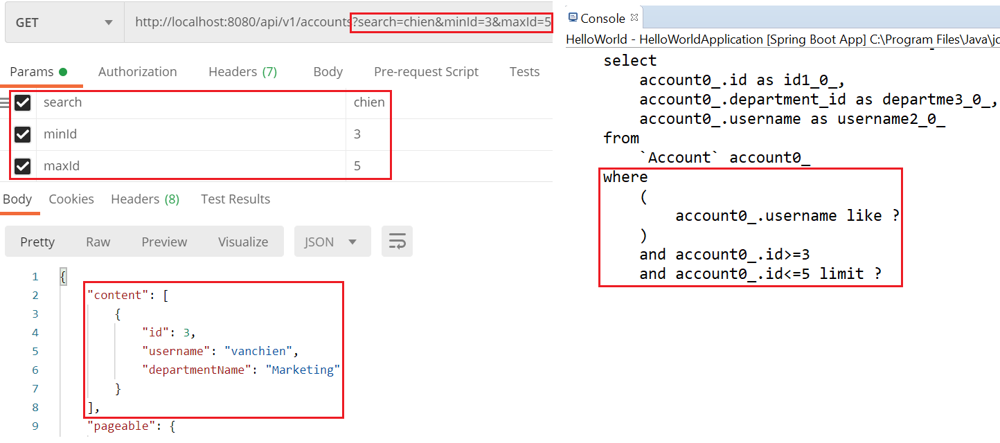 GET http://localhost:8080/api/v1/accounts?search=chien&minId=3&maxId=5
Params Authorization Headers (7) Body Pre-request Script Tests
search chien
minId 3
maxId 5
Body Cookies Headers (8) Test Results
Pretty Raw Preview Visualize JSON
1 {
2 "content": [
3 {
4 "id": 3,
5 "username": "vanchien",
6 "departmentName": "Marketing"
7 }
8 ],
9 "pageable": {
Console
HelloWorld - HelloWorldApplication [Spring Boot App] C:\Program Files\Java\
select
account0_.id as id1_0_,
account0_.department_id as departme3_0_,
account0_.username as username2_0_
from
`Account` account0_
where
(
account0_.username like ?
)
and account0_.id>=3
and account0_.id<=5 limit ?